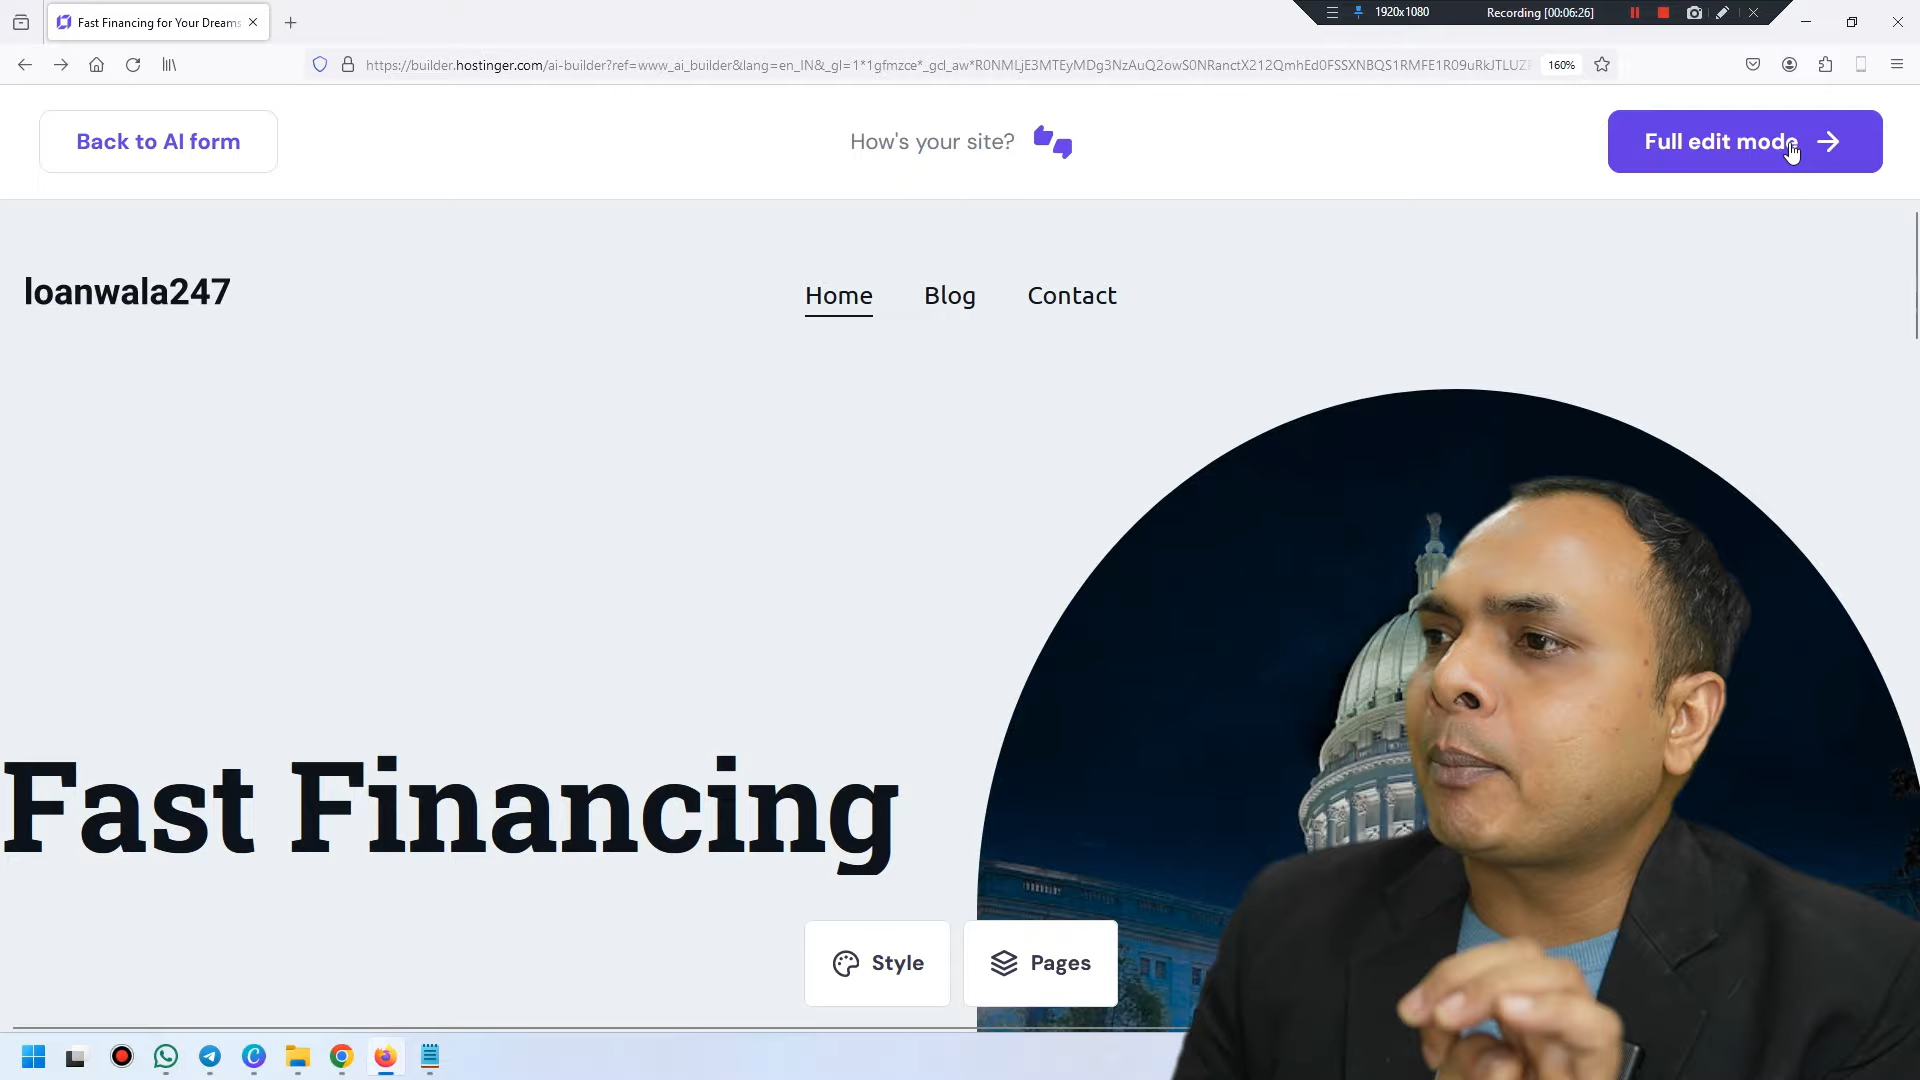 Fast Financing for Your Dreams
1920x1080
Recording [00:06:26]
https://builder.hostinger.com/ai-builder?ref=www_ai_builder&lang=en_IN&_gl=1*1gfmzce*_gcl_aw*
160%
Back to AI form
How's your site?
Full edit mode
loanwala247
Home
Blog
Contact
Fast Financing
Style
Pages